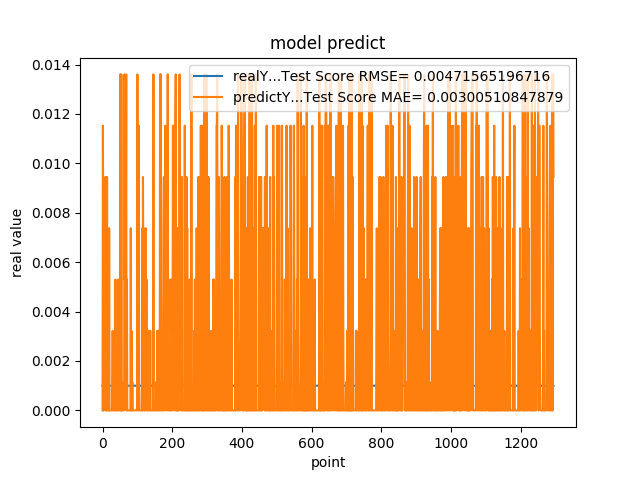 model predict
realY...Test Score RMSE= 0.00471565196716
predictY...Test Score MAE= 0.00300510847879
0.014
0.012
0.010
0.008
0.006
0.004
0.002
0.000
real value
0 200 400 600 800 1000 1200
point